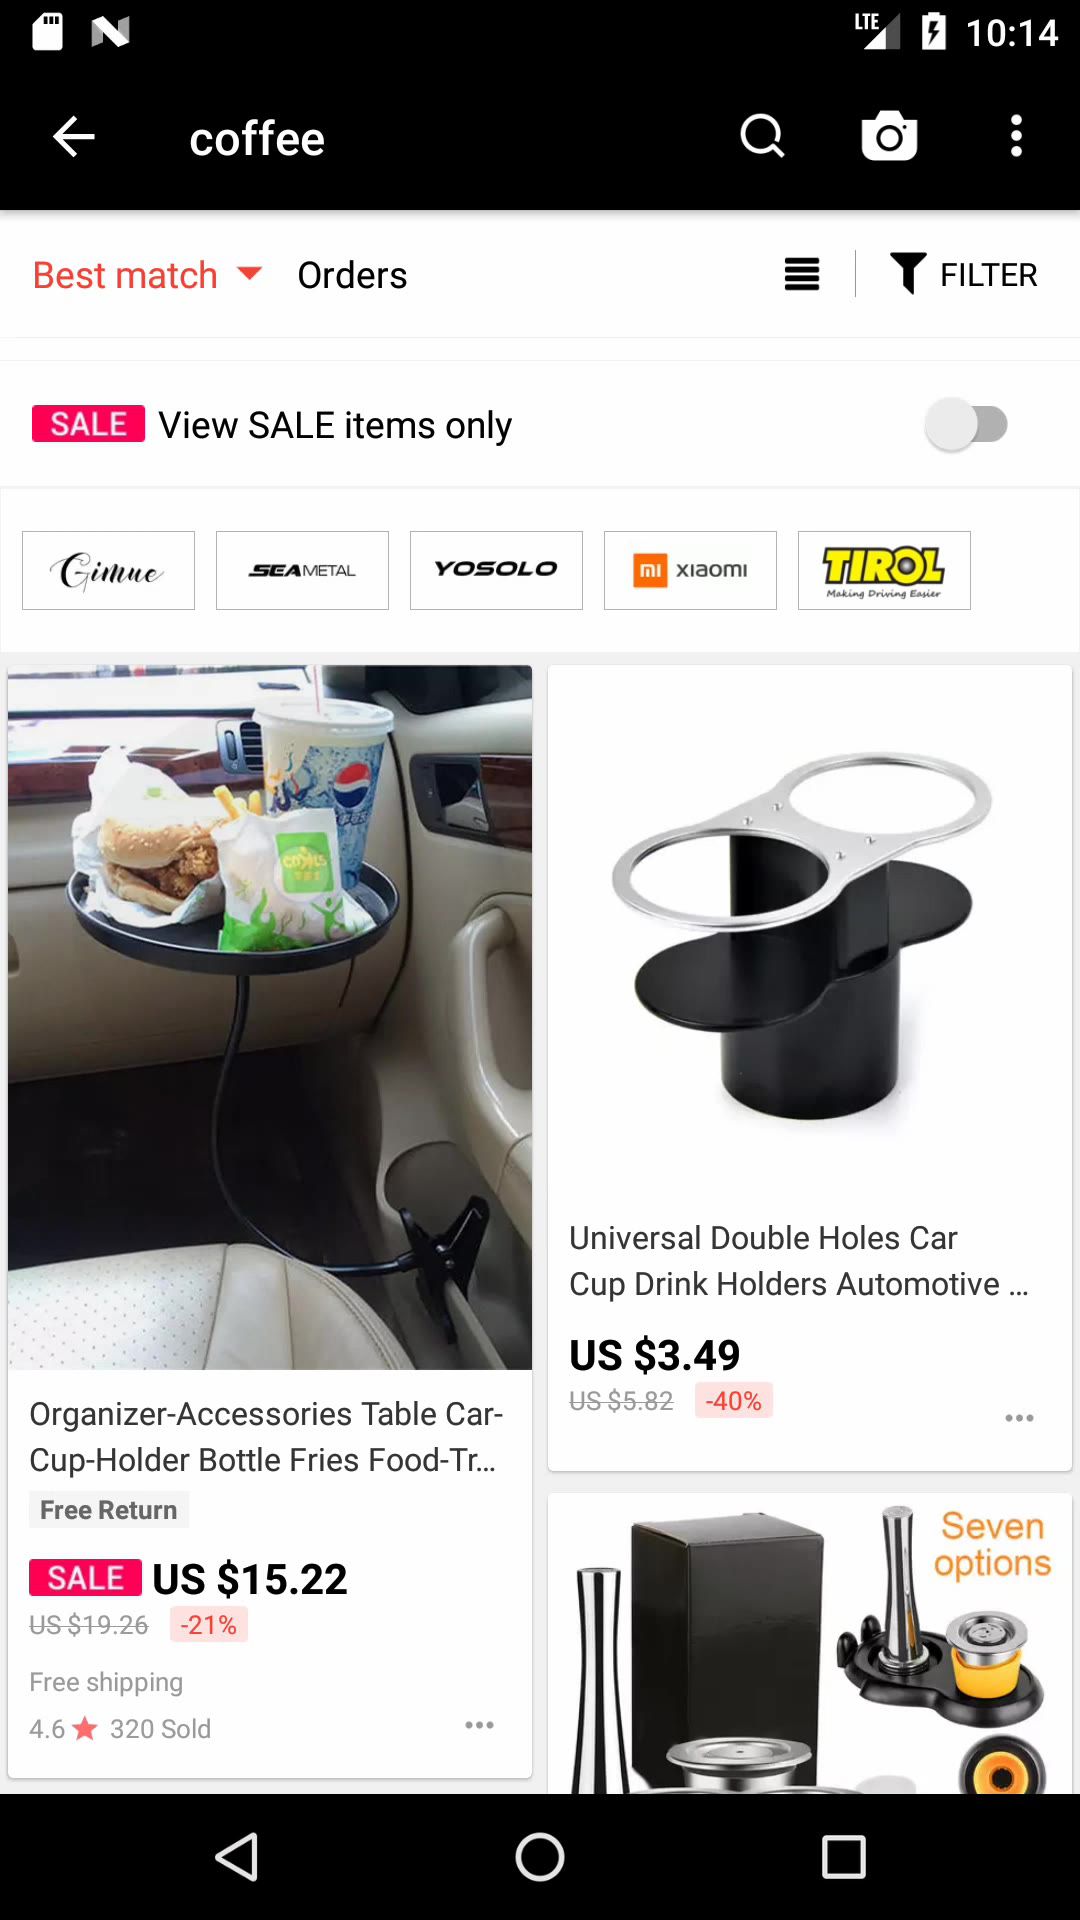 LTE 10:14
coffee
Best match Orders FILTER
SALE View SALE items only
Gimue SEAMETAL YOSOLO mi xiaomi TIROL
Making Driving Easier
Organizer-Accessories Table Car-
Cup-Holder Bottle Fries Food-Tr...
Free Return
SALE US $15.22
US $19.26 -21%
Free shipping
4.6 320 Sold
Universal Double Holes Car
Cup Drink Holders Automotive ...
US $3.49
US $5.82 -40%
Seven
options